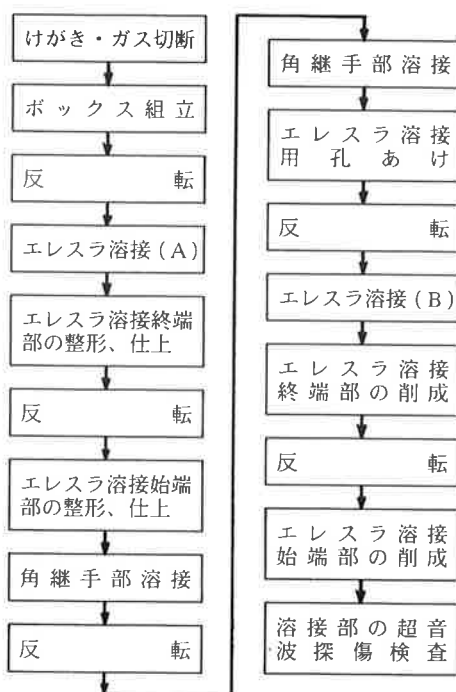 けがき・ガス切断
ボックス組立
反転
エレスラ溶接(A)
エレスラ溶接終端
部の整形、仕上
反転
エレスラ溶接始端
部の整形、仕上
角継手部溶接
反転
角継手部溶接
エレスラ溶接
用孔あけ
反転
エレスラ溶接(B)
エレスラ溶接
終端部の削成
反転
エレスラ溶接
始端部の削成
溶接部の超音
波探傷検査